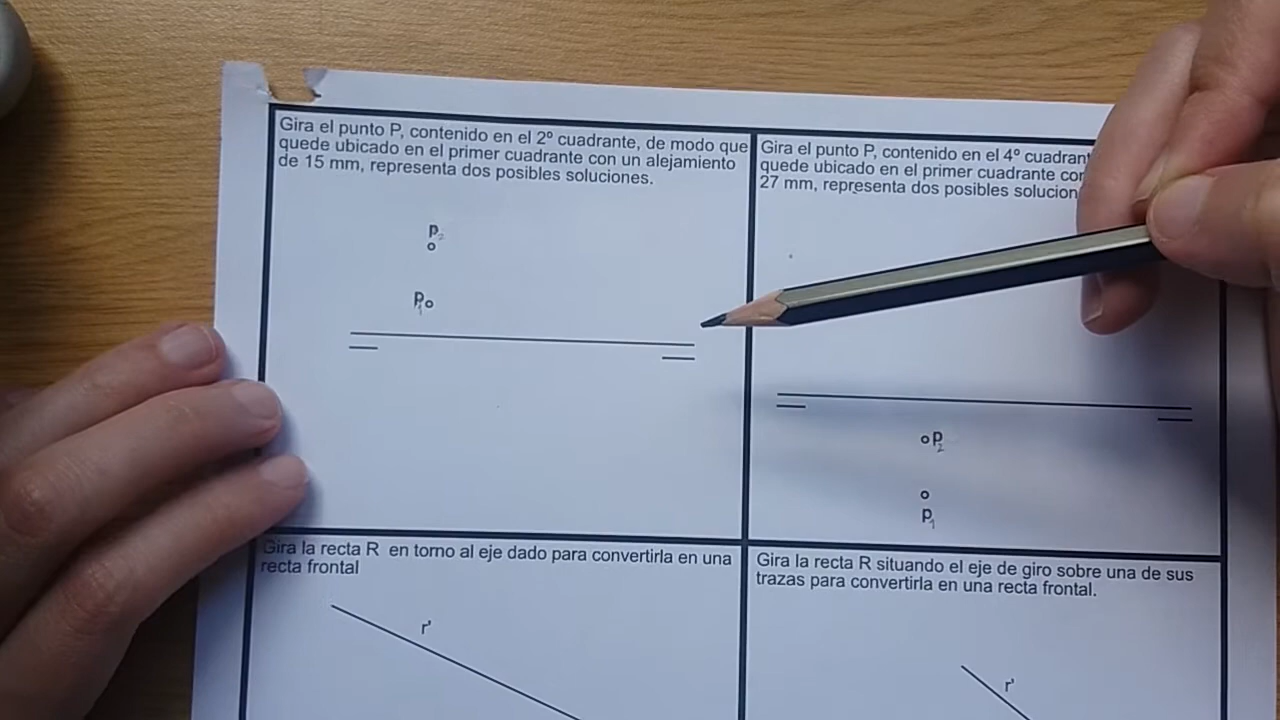 Gira el punto P, contenido en el 2º cuadrante, de modo que
quede ubicado en el primer cuadrante con un alejamiento
de 15 mm, representa dos posibles soluciones.
P2
P1
Gira el punto P, contenido en el 4º
quede ubicado en el primer cuadrante
27 mm, representa dos posibles
P2
P1
Gira la recta R en torno al eje dado para convertirla en una
recta frontal
r'
Gira la recta R situando el eje de giro sobre una de sus
trazas para convertirla en una recta frontal.
r'